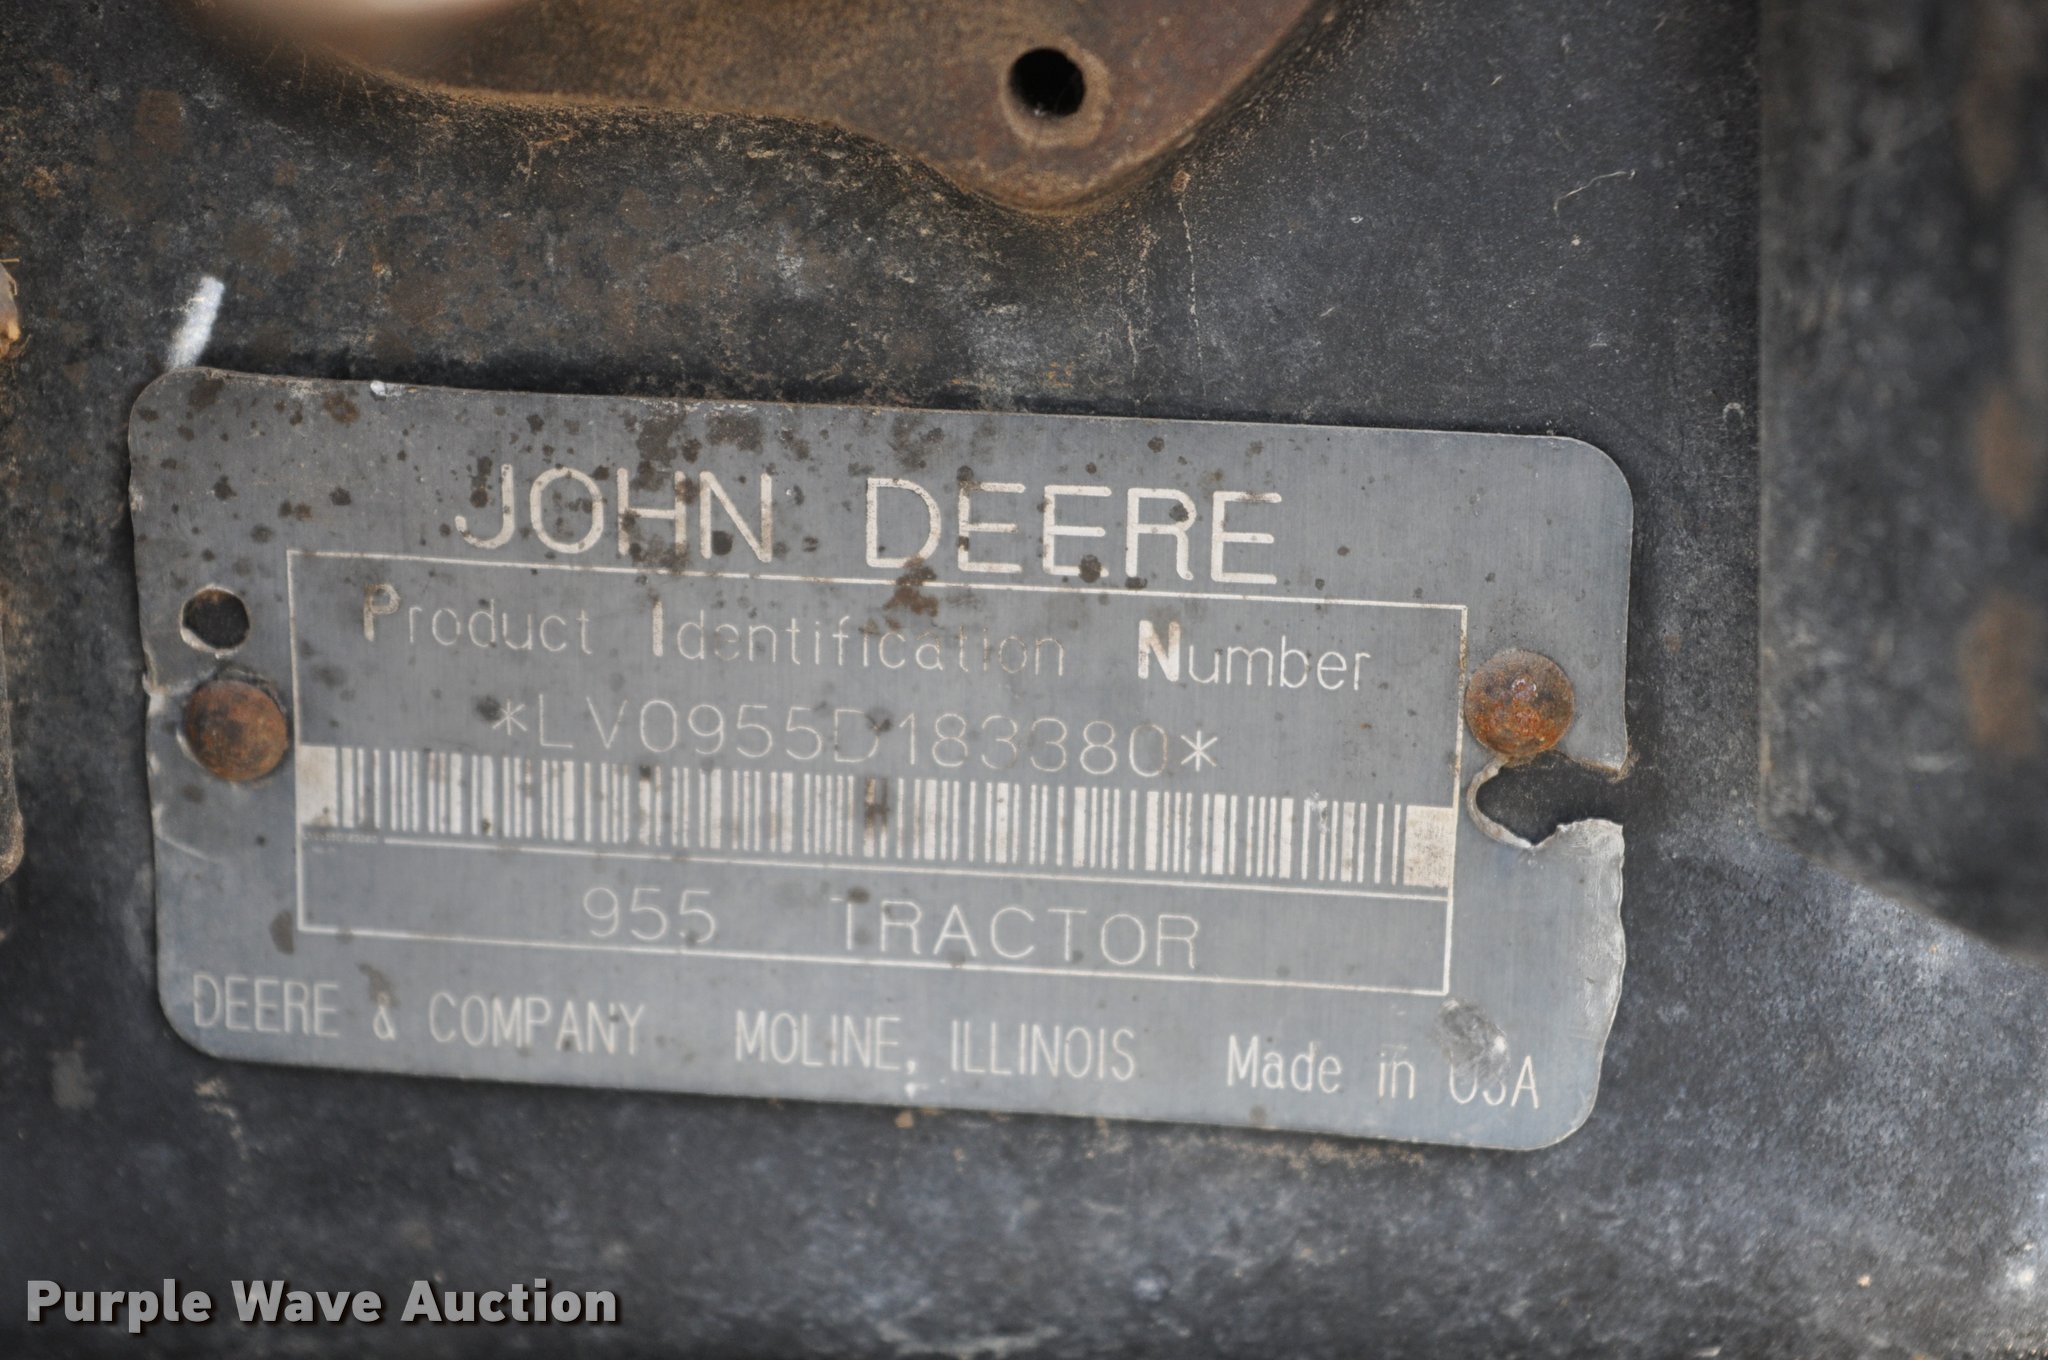 JOHN DEERE
Product Identification Number
*LV0955D183380*
955 TRACTOR
DEERE & COMPANY MOLINE, ILLINOIS Made in USA
Purple Wave Auction